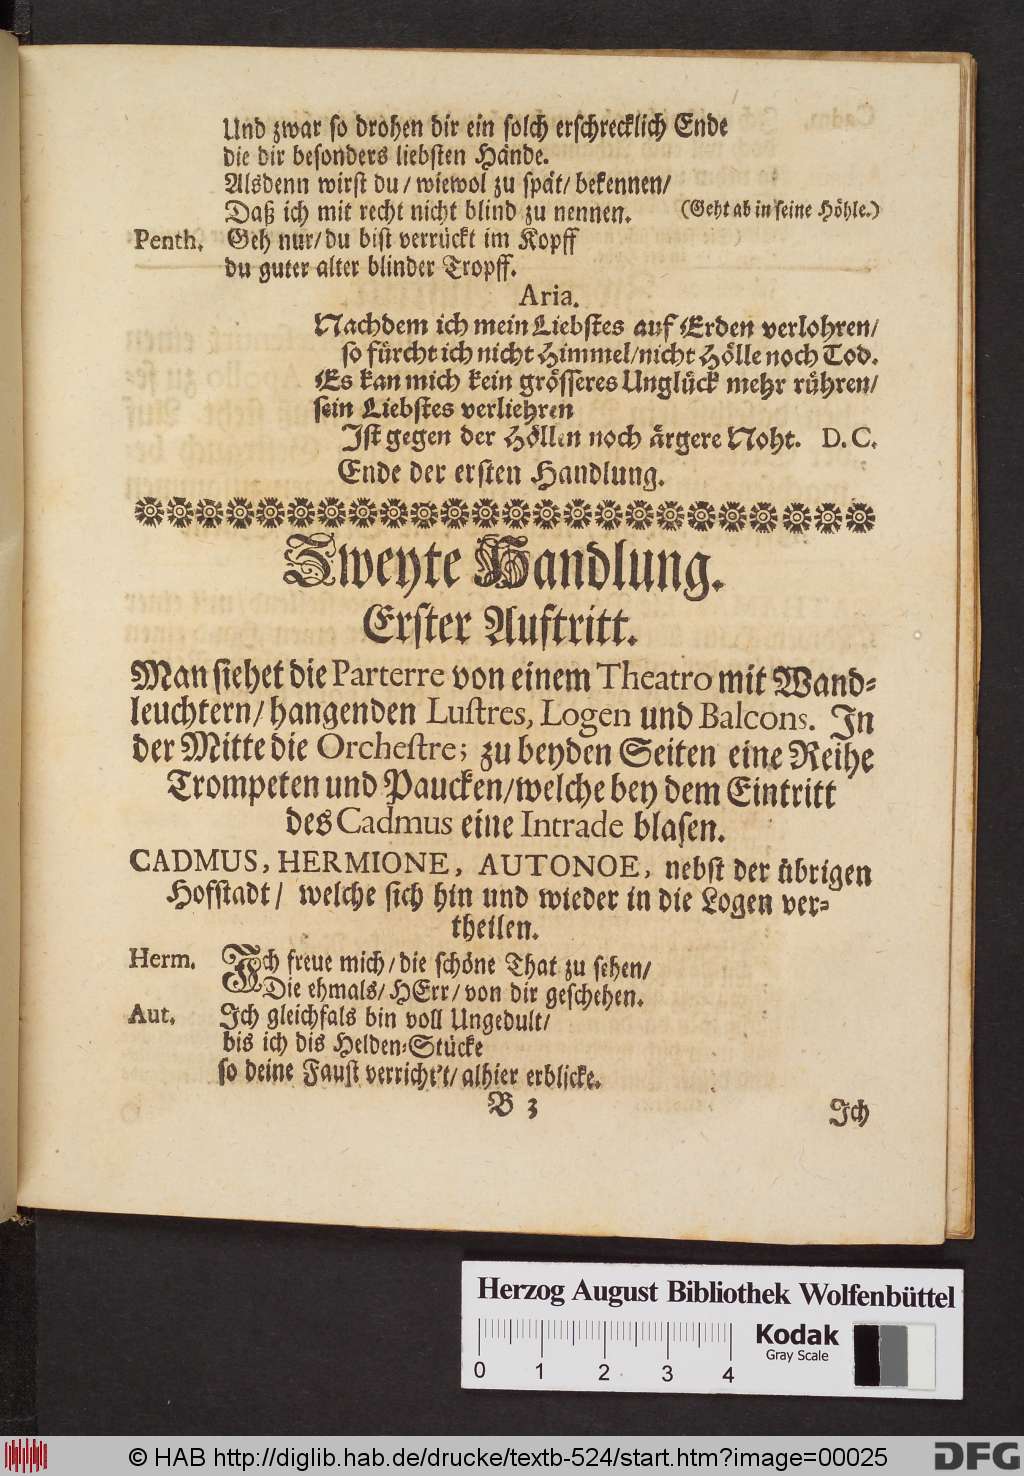 Und zwar so drohen dir ein solch erschrecklich Ende
die dir besonders liebsten Hände.
Alsdenn wirst du/ wiewol zu spät/ bekennen/
Daß ich mit recht nicht blind zu nennen. (Geht ab in seine Höhle.)
Penth. Geh nur/ du bist verrückt im Kopff
du guter alter blinder Tropff.
Aria.
Nachdem ich mein Liebstes auf Erden verlohren/
so fürcht ich nicht Himmel/ nicht Hölle noch Tod.
Es kan mich kein grösseres Unglück mehr rühren/
sein Liebstes verliehren
Ist gegen der Höllen noch ärgere Noht. D. C.
Ende der ersten Handlung.
Zweyte Handlung.
Erster Auftritt.
Man siehet die Parterre von einem Theatro mit Wand-
leuchtern/ hangenden Lustres, Logen und Balcons. In
der Mitte die Orchestre; zu beyden Seiten eine Reihe
Trompeten und Paucken/ welche bey dem Eintritt
des Cadmus eine Intrade blasen.
CADMUS, HERMIONE, AUTONOE, nebst der übrigen
Hofstadt/ welche sich hin und wieder in die Logen ver-
theilen.
Herm. Ich freue mich/ die schöne That zu sehen/
Die ehmals/ HErr/ von dir geschehen.
Aut. Ich gleichfals bin voll Ungedult/
bis ich dis Helden-Stücke
so deine Faust verricht't/ alhier erblicke.
B 3 Ich
Herzog August Bibliothek Wolfenbüttel
0 1 2 3 4
Kodak
Gray Scale
© HAB http://diglib.hab.de/drucke/textb-524/start.htm?image=00025
DFG